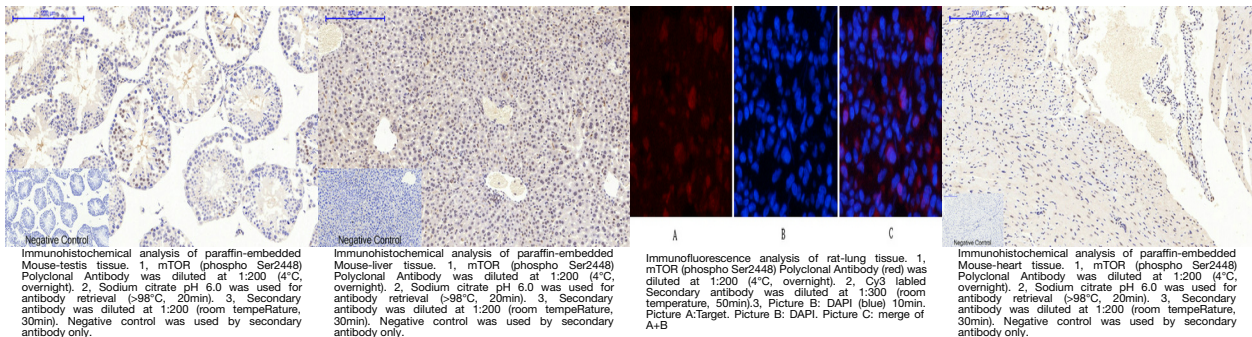 200 μm
Negative Control
Immunohistochemical analysis of paraffin-embedded
Mouse-testis tissue. 1, mTOR (phospho Ser2448)
Polyclonal Antibody was diluted at 1:200 (4°C,
overnight). 2, Sodium citrate pH 6.0 was used for
antibody retrieval (>98°C, 20min). 3, Secondary
antibody was diluted at 1:200 (room tempeRature,
30min). Negative control was used by secondary
antibody only.
Negative Control
Immunohistochemical analysis of paraffin-embedded
Mouse-liver tissue. 1, mTOR (phospho Ser2448)
Polyclonal Antibody was diluted at 1:200 (4°C,
overnight). 2, Sodium citrate pH 6.0 was used for
antibody retrieval (>98°C, 20min). 3, Secondary
antibody was diluted at 1:200 (room tempeRature,
30min). Negative control was used by secondary
antibody only.
A
B
C
Immunofluorescence analysis of rat-lung tissue. 1,
mTOR (phospho Ser2448) Polyclonal Antibody (red) was
diluted at 1:200 (4°C, overnight). 2, Cy3 labled
Secondary antibody was diluted at 1:300 (room
temperature, 50min).3, Picture B: DAPI (blue) 10min.
Picture A:Target. Picture B: DAPI. Picture C: merge of
A+B
200 μm
Negative Control
Immunohistochemical analysis of paraffin-embedded
Mouse-heart tissue. 1, mTOR (phospho Ser2448)
Polyclonal Antibody was diluted at 1:200 (4°C,
overnight). 2, Sodium citrate pH 6.0 was used for
antibody retrieval (>98°C, 20min). 3, Secondary
antibody was diluted at 1:200 (room tempeRature,
30min). Negative control was used by secondary
antibody only.